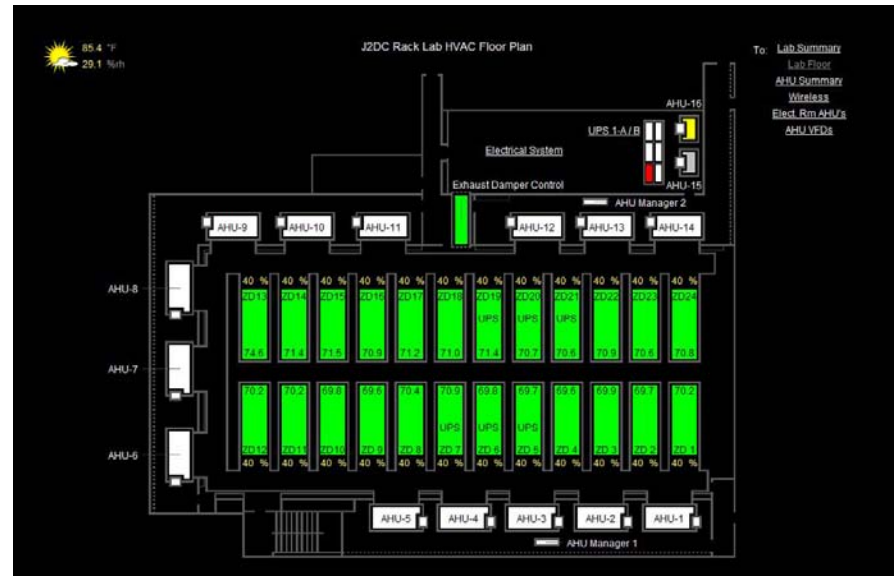 85.4 °F
29.1 %rh
J2DC Rack Lab HVAC Floor Plan
To: Lab Summary
Lab Floor
AHU Summary
Wireless
Elect. Rm AHU's
AHU VFDs
AHU-16
UPS 1-A / B
Electrical System
Exhaust Damper Control
AHU-15
AHU Manager 2
AHU-9 AHU-10 AHU-11 AHU-12 AHU-13 AHU-14
AHU-8
40 % 40 % 40 % 40 % 40 % 40 % 40 % 40 % 40 % 40 % 40 % 40 %
ZD13 ZD14 ZD15 ZD16 ZD17 ZD18 ZD19 ZD20 ZD21 ZD22 ZD23 ZD24
UPS UPS UPS
74.6 71.4 71.5 70.9 71.2 71.0 71.4 70.7 70.6 70.9 70.6 70.8
AHU-7
70.2 70.2 69.8 69.6 70.4 70.9 69.8 69.7 69.6 69.9 69.7 70.2
UPS UPS UPS
ZD12 ZD11 ZD10 ZD 9 ZD 8 ZD 7 ZD 6 ZD 5 ZD 4 ZD 3 ZD 2 ZD 1
AHU-6
40 % 40 % 40 % 40 % 40 % 40 % 40 % 40 % 40 % 40 % 40 % 40 %
AHU-5 AHU-4 AHU-3 AHU-2 AHU-1
AHU Manager 1